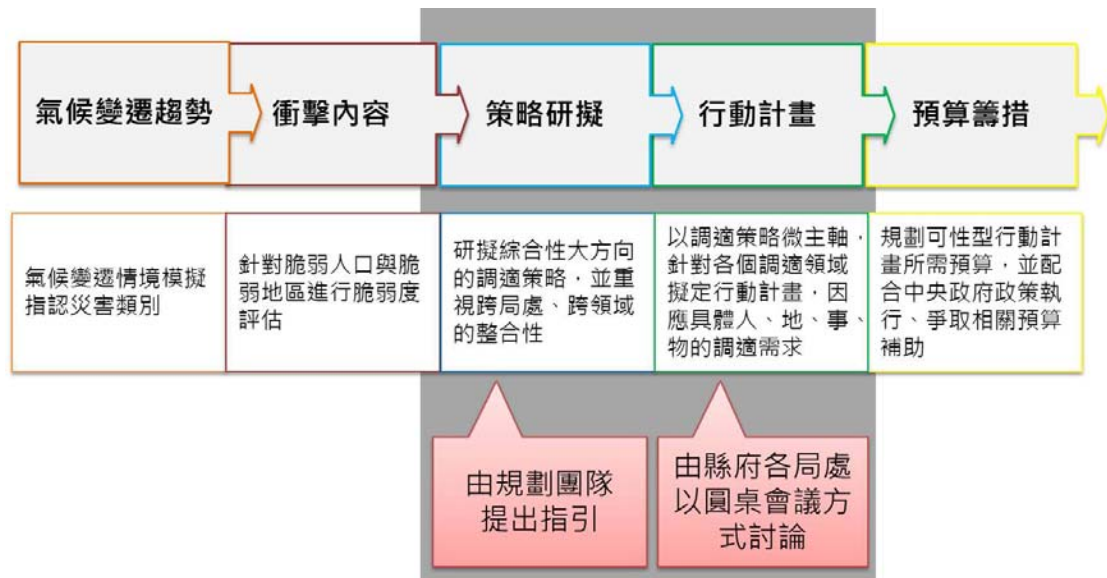 氣候變遷趨勢
衝擊內容
策略研擬
行動計畫
預算籌措
氣候變遷情境模擬
指認災害類別
針對脆弱人口與脆
弱地區進行脆弱度
評估
研擬綜合性大方向
的調適策略，並重
視跨局處、跨領域
的整合性
以調適策略微主軸，
針對各個調適領域
擬定行動計畫，因
應具體人、地、事、
物的調適需求
規劃可性型行動計
畫所需預算，並配
合中央政府政策執
行、爭取相關預算
補助
由規劃團隊
提出指引
由縣府各局處
以圓桌會議方
式討論